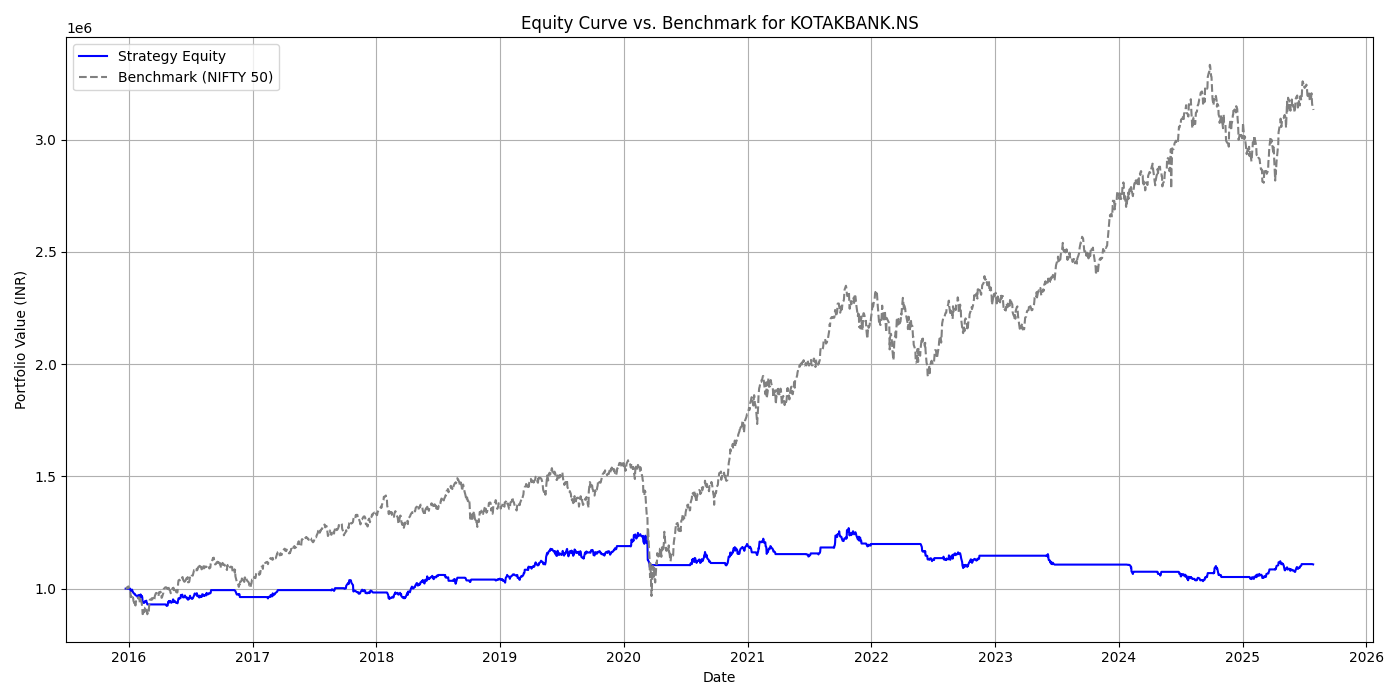 Equity Curve vs. Benchmark for KOTAKBANK.NS
1e6
Strategy Equity
Benchmark (NIFTY 50)
3.0
2.5
2.0
1.5
1.0
Portfolio Value (INR)
2016 2017 2018 2019 2020 2021 2022 2023 2024 2025 2026
Date